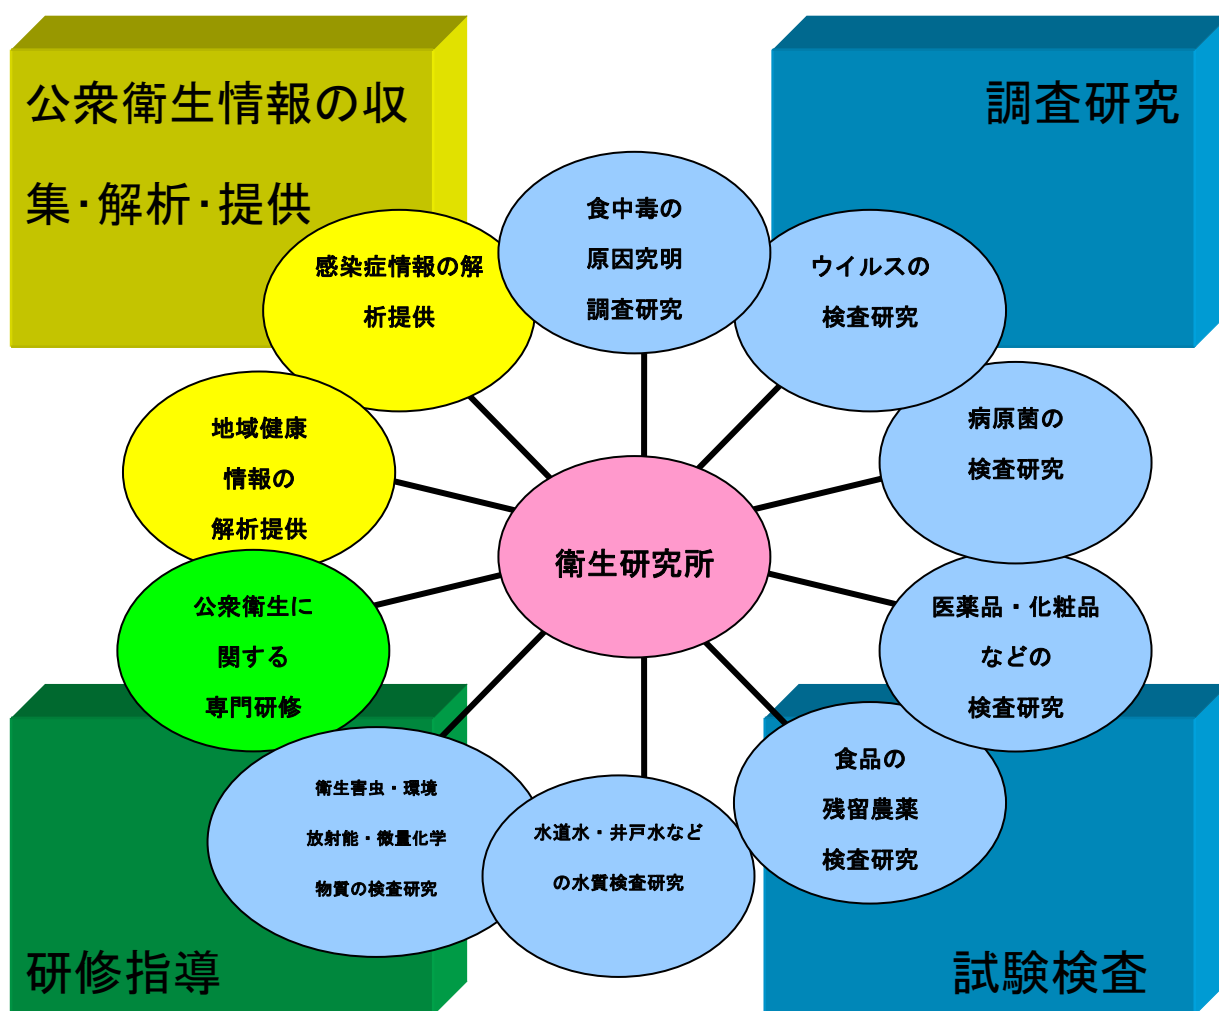 公衆衛生情報の収
集･解析･提供
調査研究
食中毒の
原因究明
調査研究
感染症情報の解
析提供
ウイルスの
検査研究
地域健康
情報の
解析提供
病原菌の
検査研究
衛生研究所
公衆衛生に
関する
専門研修
医薬品・化粧品
などの
検査研究
衛生害虫・環境
放射能・微量化学
物質の検査研究
水道水・井戸水など
の水質検査研究
食品の
残留農薬
検査研究
研修指導
試験検査